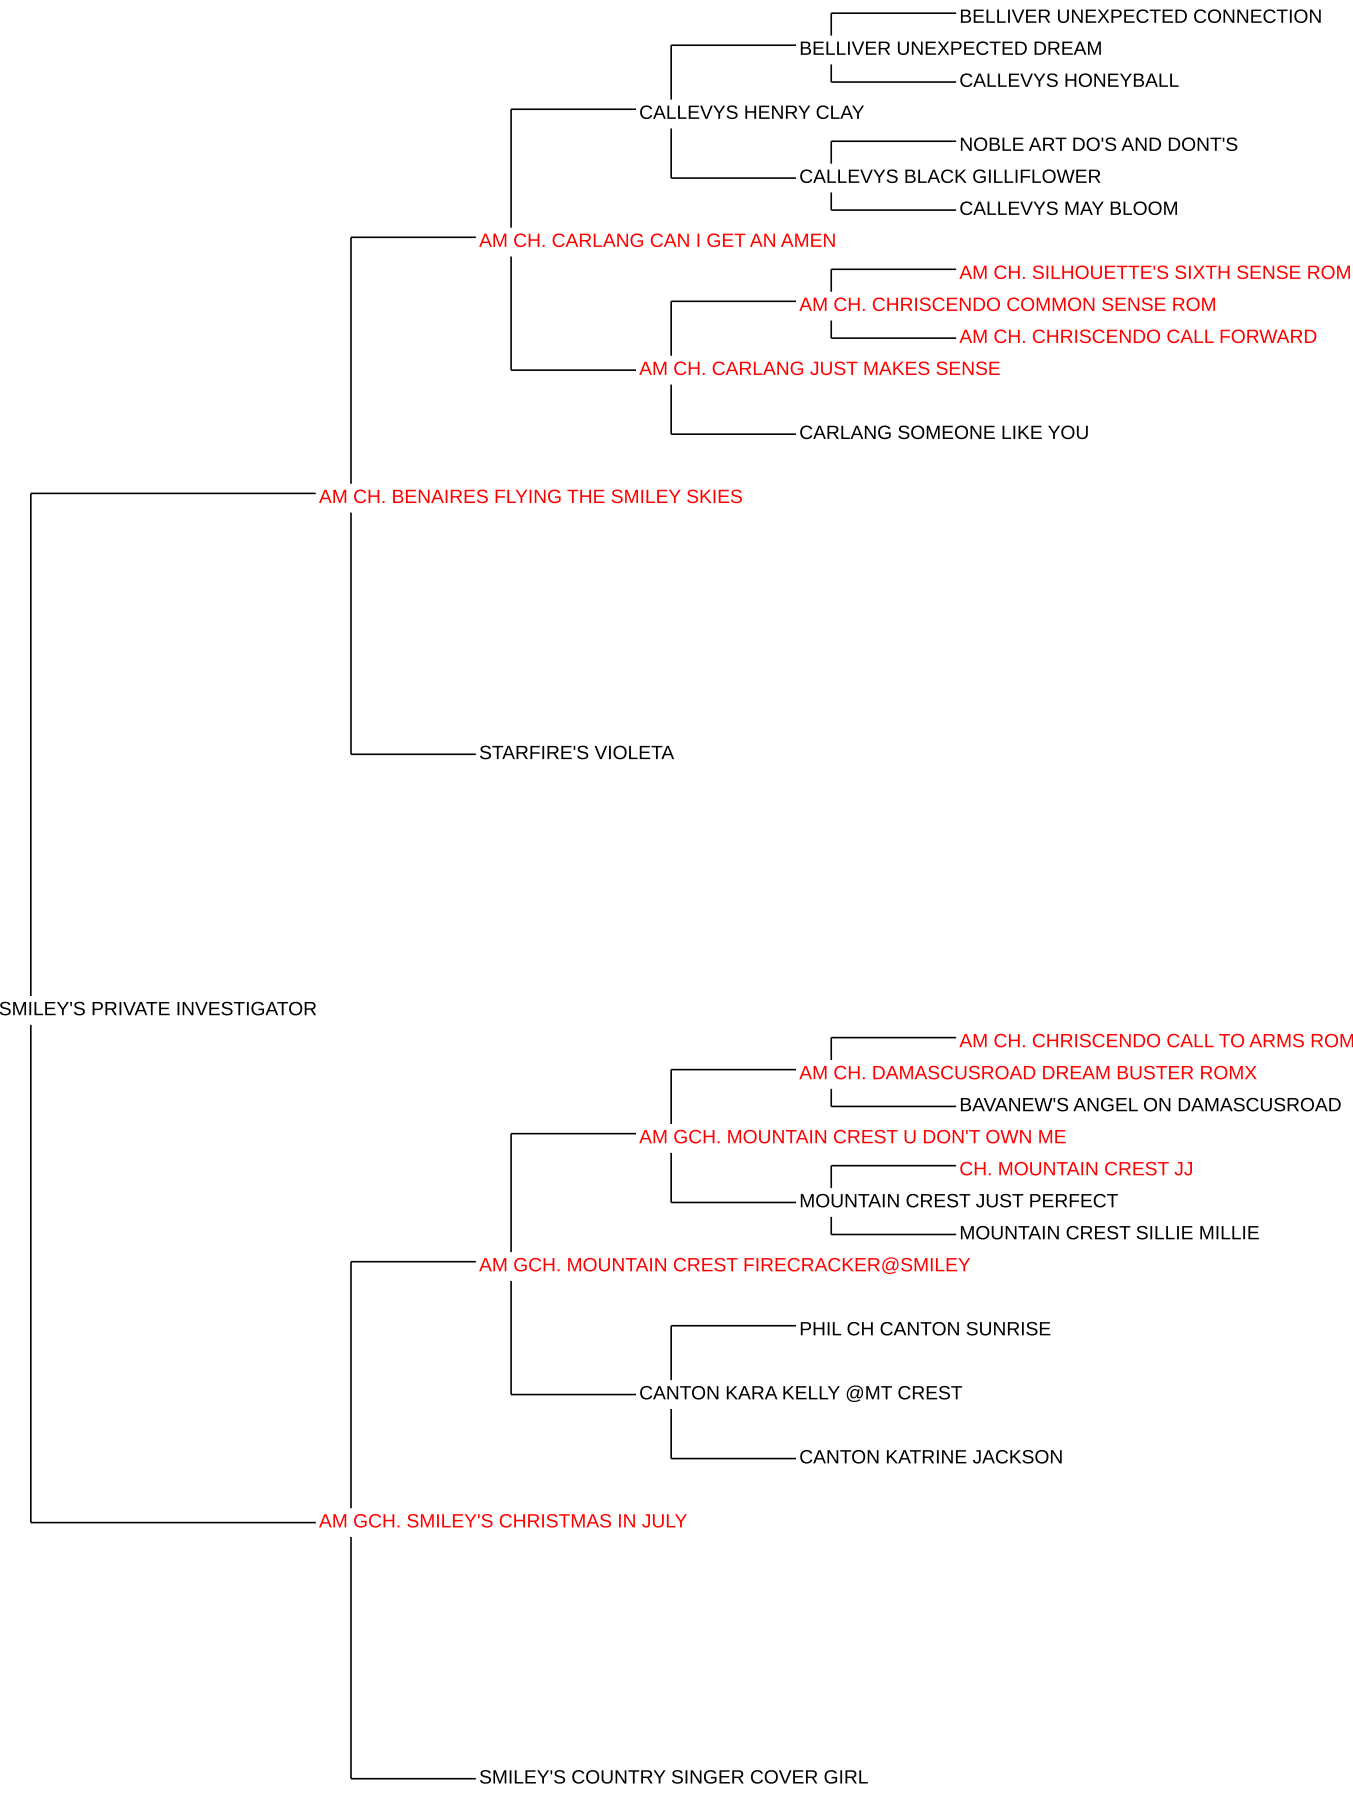 BELLIVER UNEXPECTED CONNECTION
BELLIVER UNEXPECTED DREAM
CALLEVYS HONEYBALL
CALLEVYS HENRY CLAY
NOBLE ART DO'S AND DONT'S
CALLEVYS BLACK GILLIFLOWER
CALLEVYS MAY BLOOM
AM CH. CARLANG CAN I GET AN AMEN
AM CH. SILHOUETTE'S SIXTH SENSE ROM
AM CH. CHRISCENDO COMMON SENSE ROM
AM CH. CHRISCENDO CALL FORWARD
AM CH. CARLANG JUST MAKES SENSE
CARLANG SOMEONE LIKE YOU
AM CH. BENAIRES FLYING THE SMILEY SKIES
STARFIRE'S VIOLETA
SMILEY'S PRIVATE INVESTIGATOR
AM CH. CHRISCENDO CALL TO ARMS ROM
AM CH. DAMASCUSROAD DREAM BUSTER ROMX
BAVANEW'S ANGEL ON DAMASCUSROAD
AM GCH. MOUNTAIN CREST U DON'T OWN ME
CH. MOUNTAIN CREST JJ
MOUNTAIN CREST JUST PERFECT
MOUNTAIN CREST SILLIE MILLIE
AM GCH. MOUNTAIN CREST FIRECRACKER@SMILEY
PHIL CH CANTON SUNRISE
CANTON KARA KELLY @MT CREST
CANTON KATRINE JACKSON
AM GCH. SMILEY'S CHRISTMAS IN JULY
SMILEY'S COUNTRY SINGER COVER GIRL